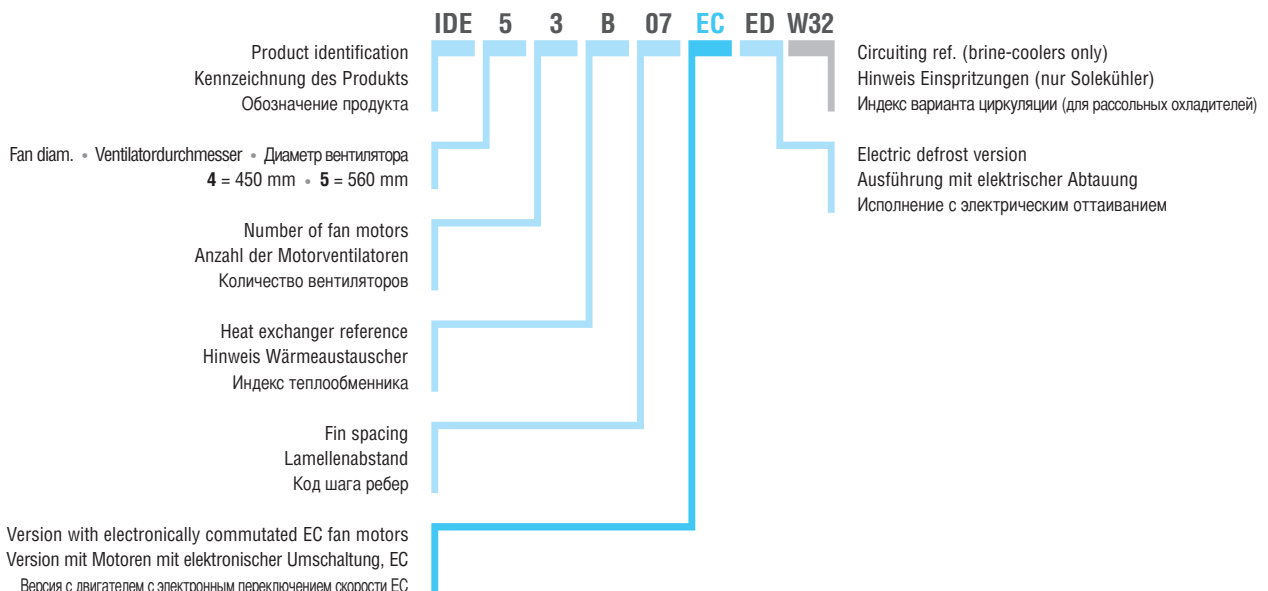 IDE 5 3 B 07 EC ED W32
Product identification
Kennzeichnung des Produkts
Обозначение продукта
Circuiting ref. (brine-coolers only)
Hinweis Einspritzungen (nur Solekühler)
Индекс варианта циркуляции (для рассольных охладителей)
Fan diam. • Ventilatordurchmesser • Диаметр вентилятора
4 = 450 mm • 5 = 560 mm
Electric defrost version
Ausführung mit elektrischer Abtauung
Исполнение с электрическим оттаиванием
Number of fan motors
Anzahl der Motorventilatoren
Количество вентиляторов
Heat exchanger reference
Hinweis Wärmeaustauscher
Индекс теплообменника
Fin spacing
Lamellenabstand
Код шага ребер
Version with electronically commutated EC fan motors
Version mit Motoren mit elektronischer Umschaltung, EC
Версия с двигателем с электронным переключением скорости EC